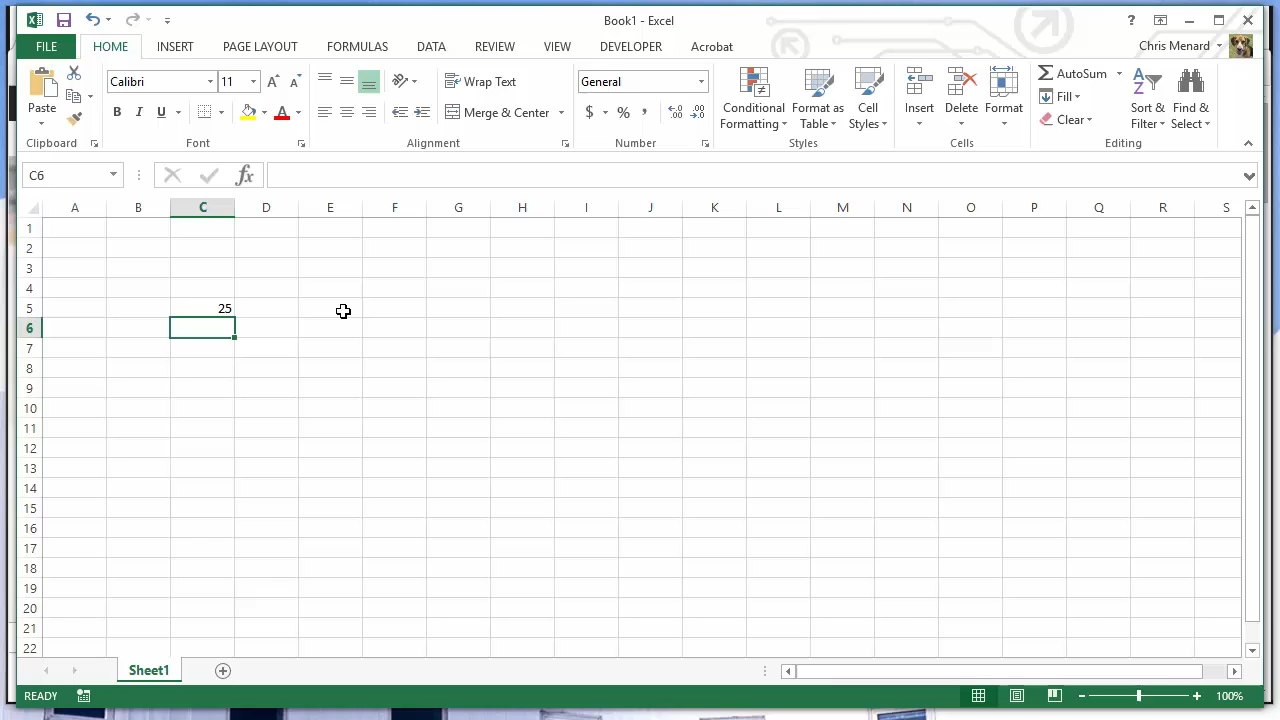 Book1 - Excel
?
FILE HOME INSERT PAGE LAYOUT FORMULAS DATA REVIEW VIEW DEVELOPER Acrobat Chris Menard
Paste
Clipboard
Calibri 11 A A
B I U A
Font
Wrap Text
Merge & Center
Alignment
General
$ % , .00 .0
Number
Conditional Formatting
Format as Table
Cell Styles
Styles
Insert Delete Format
Cells
AutoSum
Fill
Clear
Sort & Filter
Find & Select
Editing
C6 fx
A B C D E F G H I J K L M N O P Q R S
1
2
3
4
5 25
6
7
8
9
10
11
12
13
14
15
16
17
18
19
20
21
22
Sheet1
READY 100%